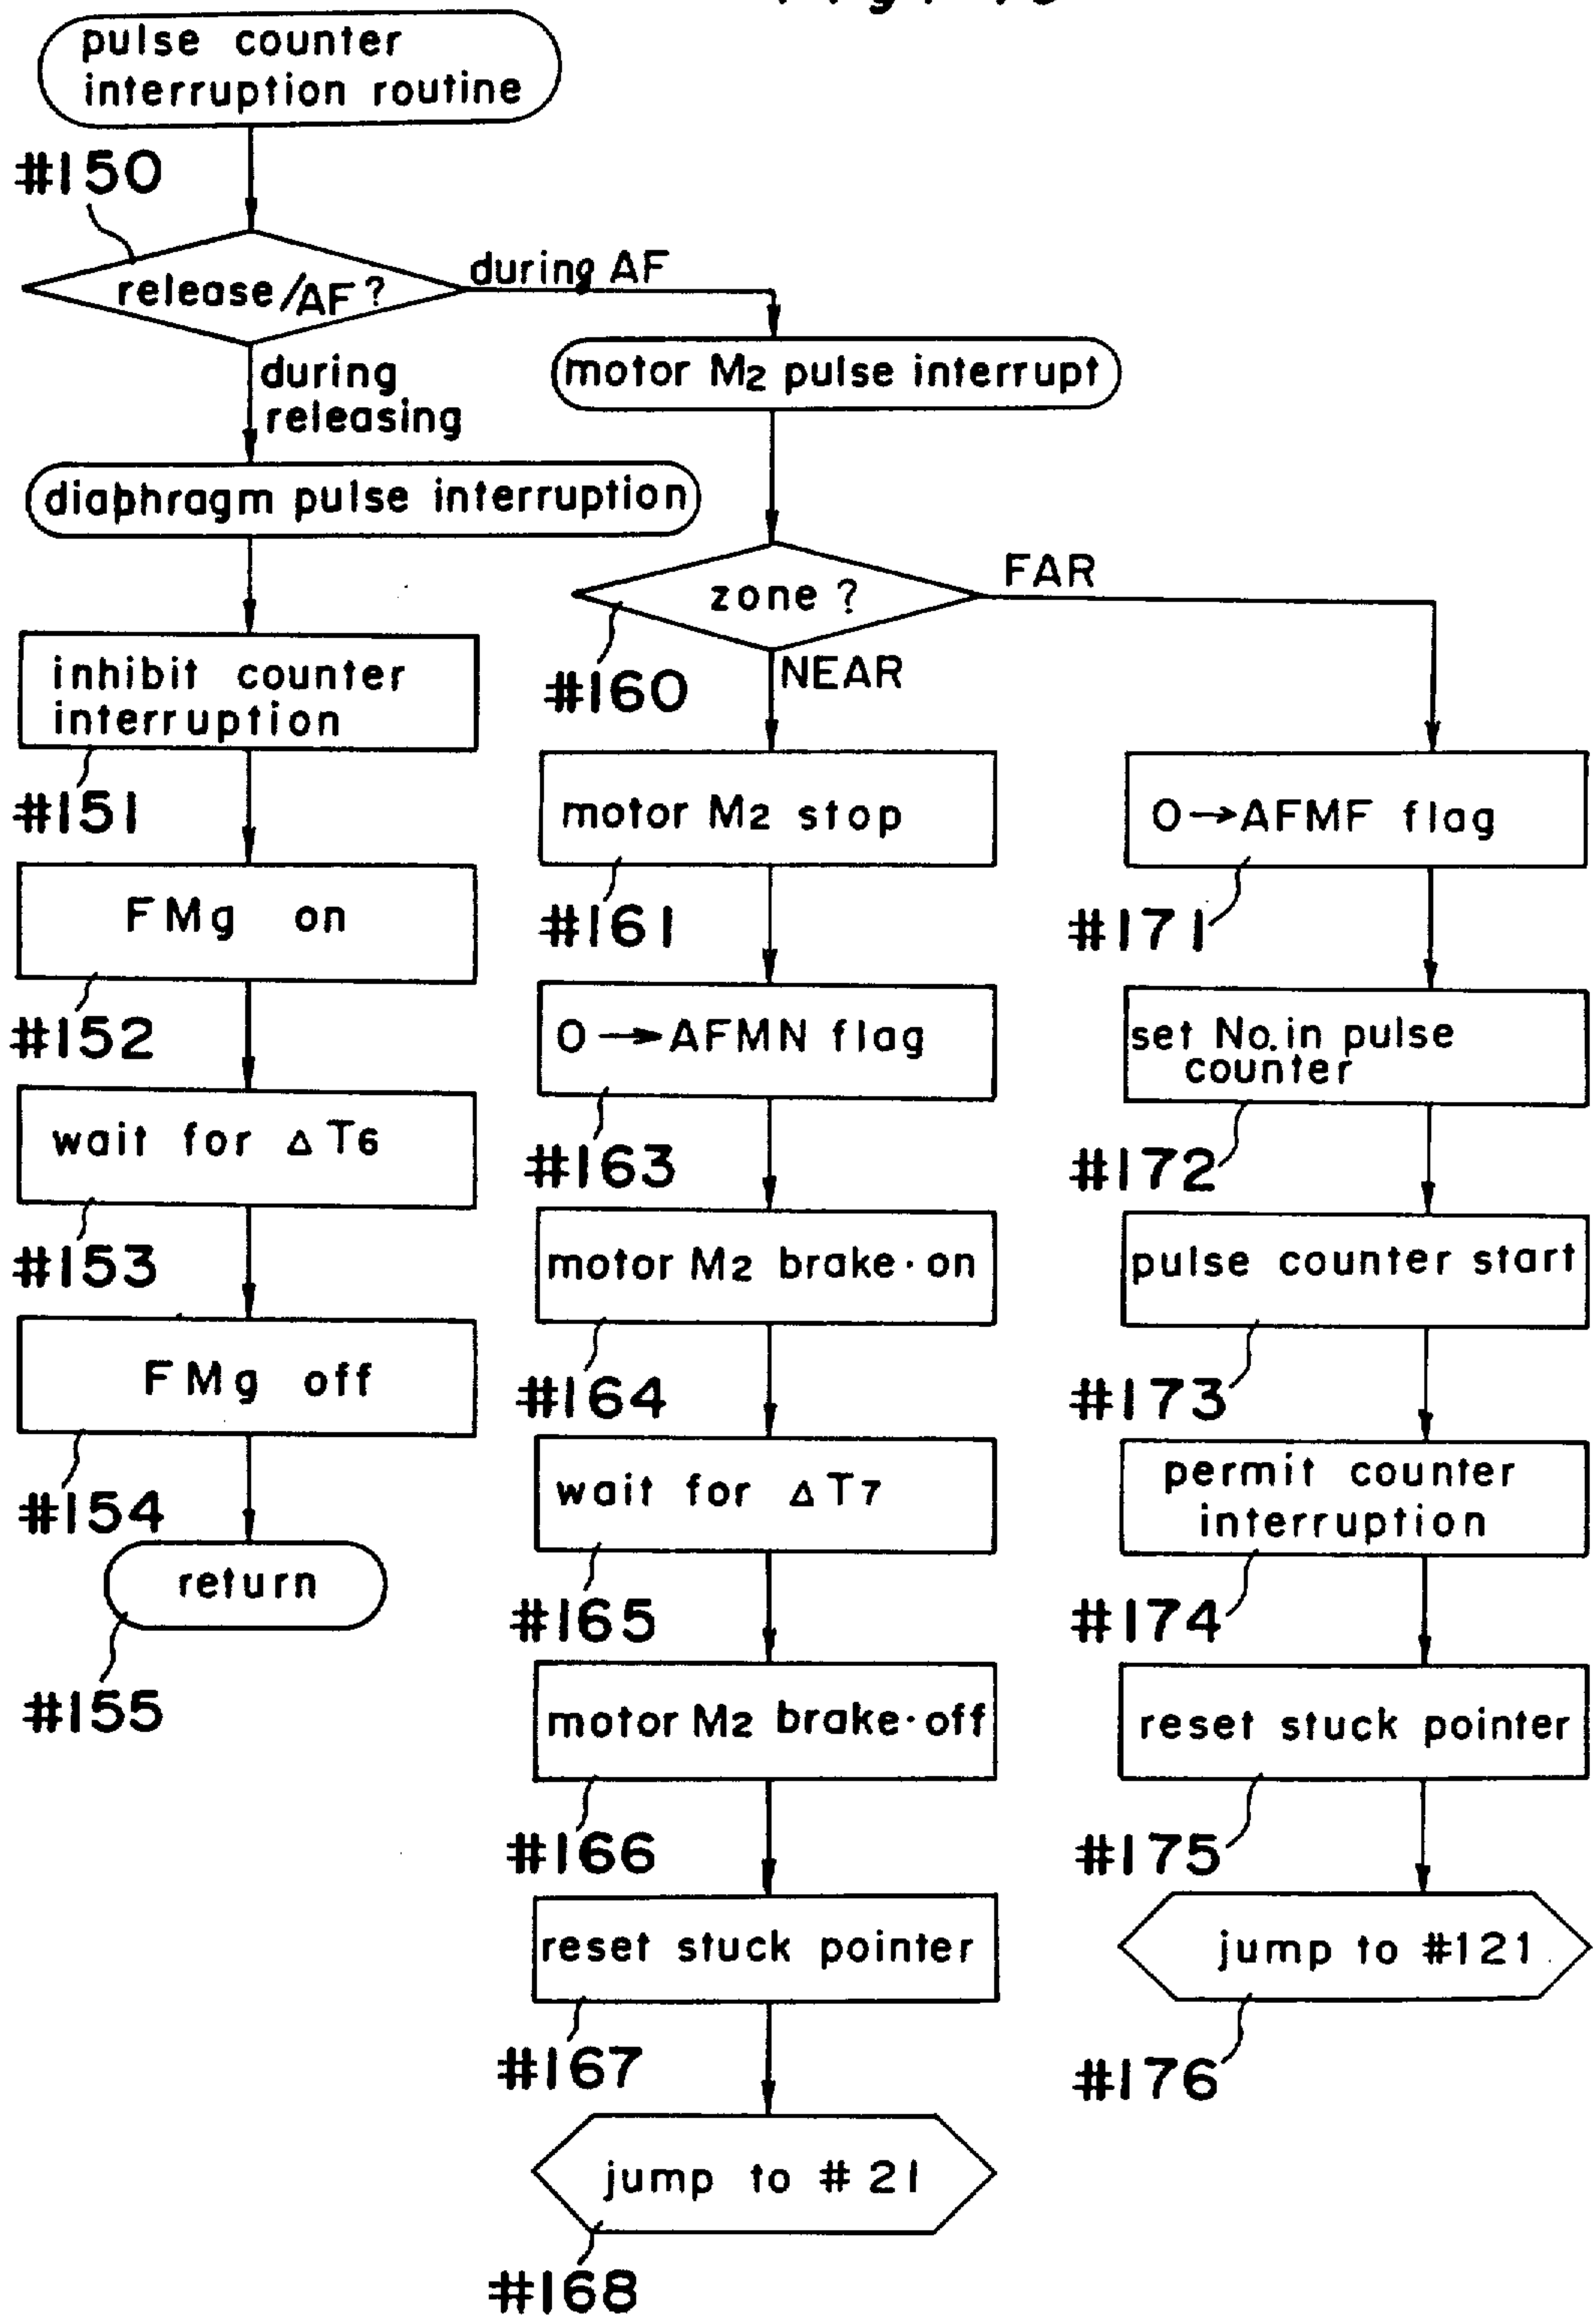 pulse counter
interruption routine
#150
release/AF?
during AF
during
releasing
motor M2 pulse interrupt
diaphragm pulse interruption
zone ?
FAR
#160
NEAR
inhibit counter
interruption
#151
motor M2 stop
#161
0→AFMF flag
#171
FMg on
#152
0→AFMN flag
#163
set No. in pulse
counter
#172
wait for ΔT6
#153
motor M2 brake·on
#164
pulse counter start
#173
FMg off
#154
wait for ΔT7
#165
permit counter
interruption
#174
return
#155
motor M2 brake·off
#166
reset stuck pointer
#175
reset stuck pointer
#167
jump to #121
#176
jump to #21
#168